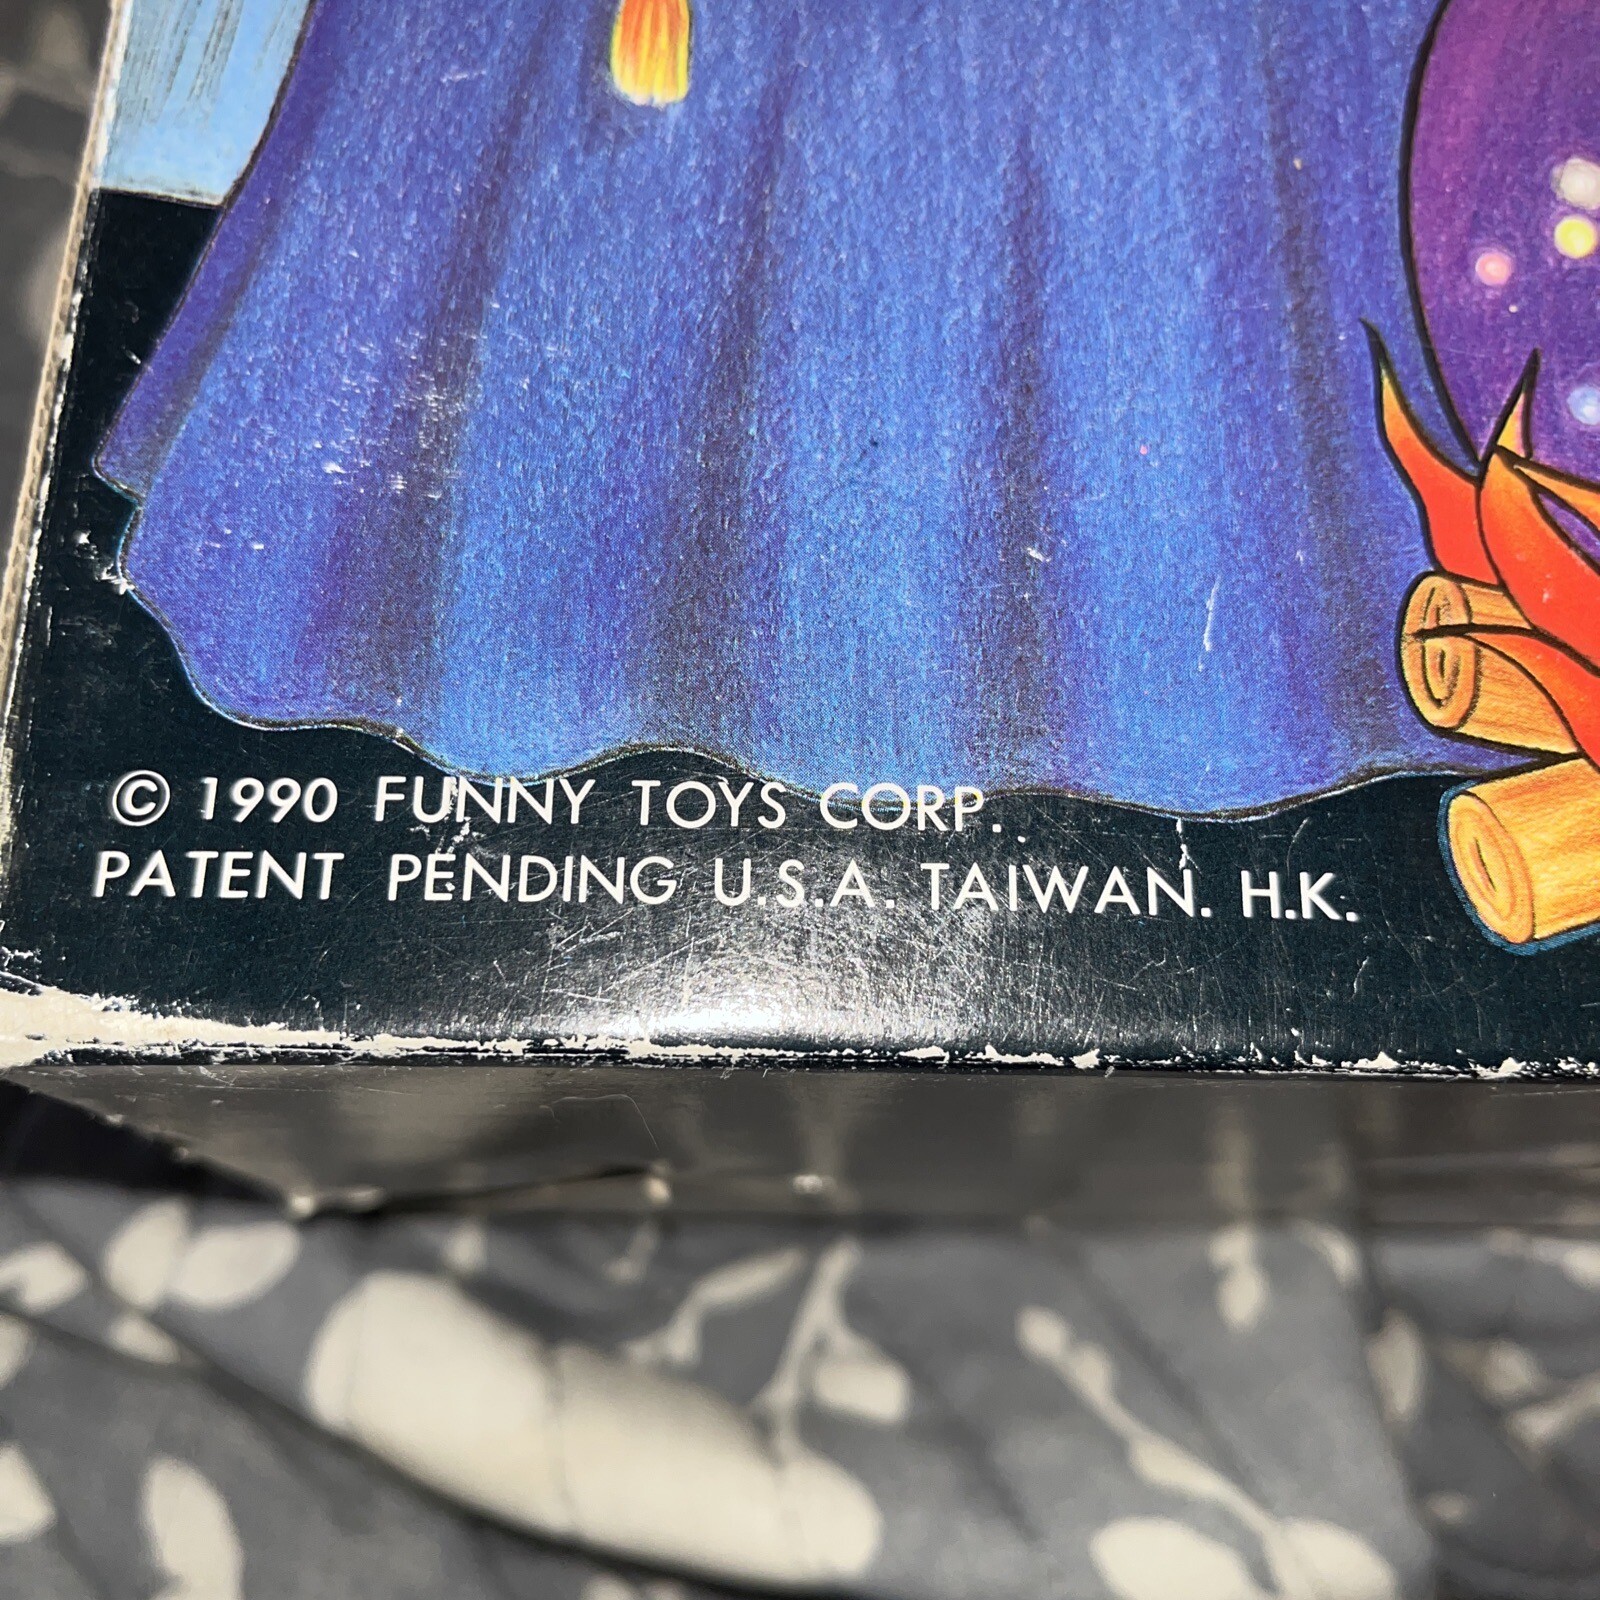 © 1990 FUNNY TOYS CORP.
PATENT PENDING U.S.A. TAIWAN. H.K.